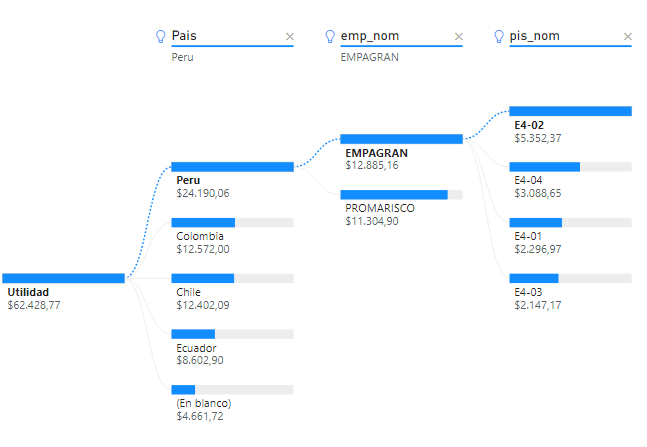 Pais
Peru
emp_nom
EMPAGRAN
pis_nom
Utilidad
$62.428,77
Peru
$24.190,06
Colombia
$12.572,00
Chile
$12.402,09
Ecuador
$8.602,90
(En blanco)
$4.661,72
EMPAGRAN
$12.885,16
PROMARISCO
$11.304,90
E4-02
$5.352,37
E4-04
$3.088,65
E4-01
$2.296,97
E4-03
$2.147,17